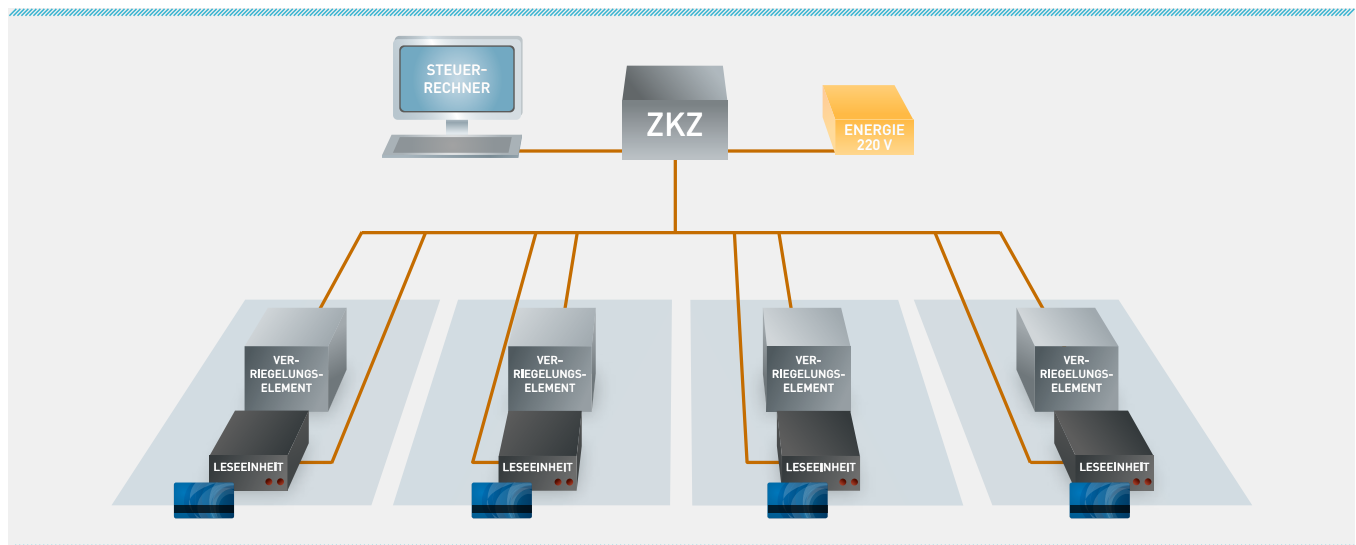 STEUER-
RECHNER
ZKZ
ENERGIE
220 V
VER-
RIEGELUNGS-
ELEMENT
VER-
RIEGELUNGS-
ELEMENT
VER-
RIEGELUNGS-
ELEMENT
VER-
RIEGELUNGS-
ELEMENT
LESEEINHEIT
LESEEINHEIT
LESEEINHEIT
LESEEINHEIT